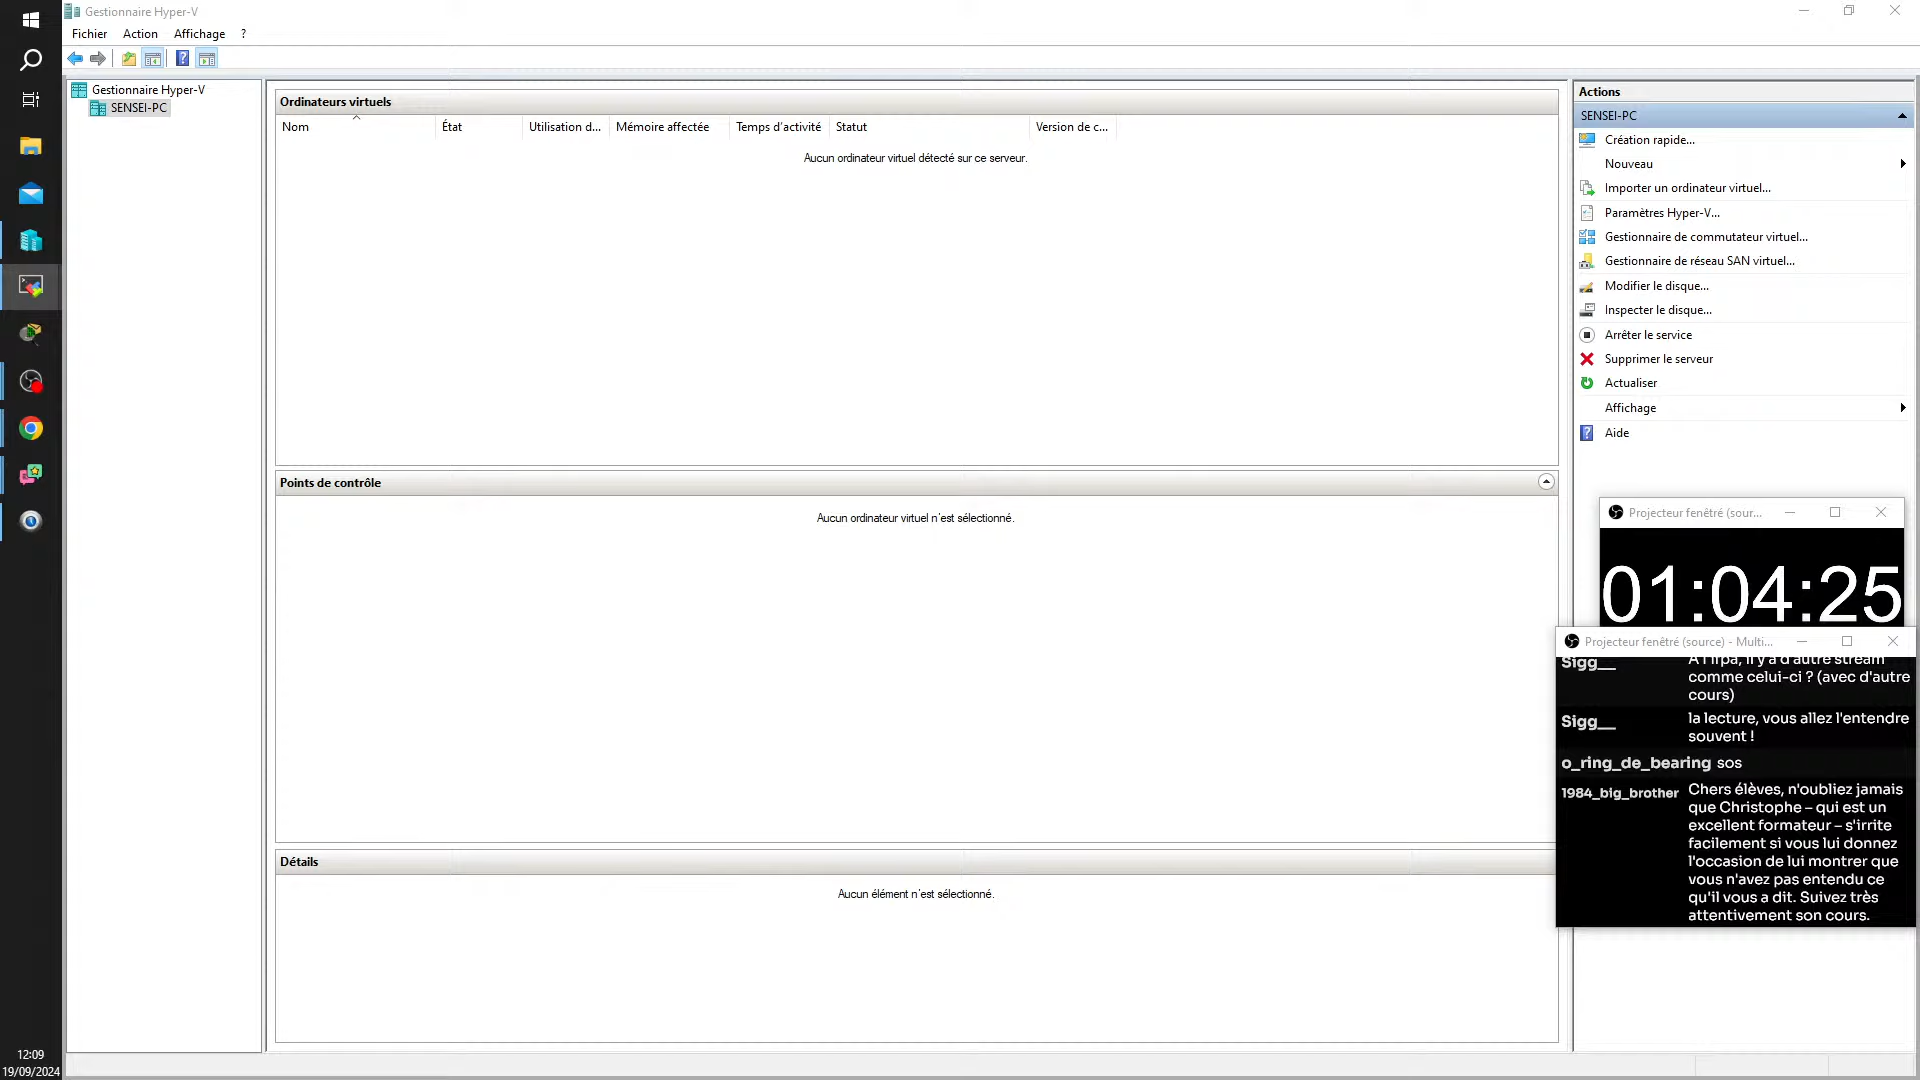 Gestionnaire Hyper-V
Fichier Action Affichage ?
Gestionnaire Hyper-V
SENSEI-PC
Ordinateurs virtuels
Nom État Utilisation d... Mémoire affectée Temps d'activité Statut Version de c...
Aucun ordinateur virtuel détecté sur ce serveur.
Points de contrôle
Aucun ordinateur virtuel n'est sélectionné.
Détails
Aucun élément n'est sélectionné.
Actions
SENSEI-PC
Création rapide...
Nouveau
Importer un ordinateur virtuel...
Paramètres Hyper-V...
Gestionnaire de commutateur virtuel...
Gestionnaire de réseau SAN virtuel...
Modifier le disque...
Inspecter le disque...
Arrêter le service
Supprimer le serveur
Actualiser
Affichage
Aide
Projecteur fenêtré (sour...
01:04:25
Projecteur fenêtré (source) - Multi...
Sigg__ A l'Ifpa, il y a d'autre stream
comme celui-ci ? (avec d'autre
cours)
Sigg__ la lecture, vous allez l'entendre
souvent !
o_ring_de_bearing sos
1984_big_brother Chers élèves, n'oubliez jamais
que Christophe – qui est un
excellent formateur – s'irrite
facilement si vous lui donnez
l'occasion de lui montrer que
vous n'avez pas entendu ce
qu'il vous a dit. Suivez très
attentivement son cours.
12:09
19/09/2024